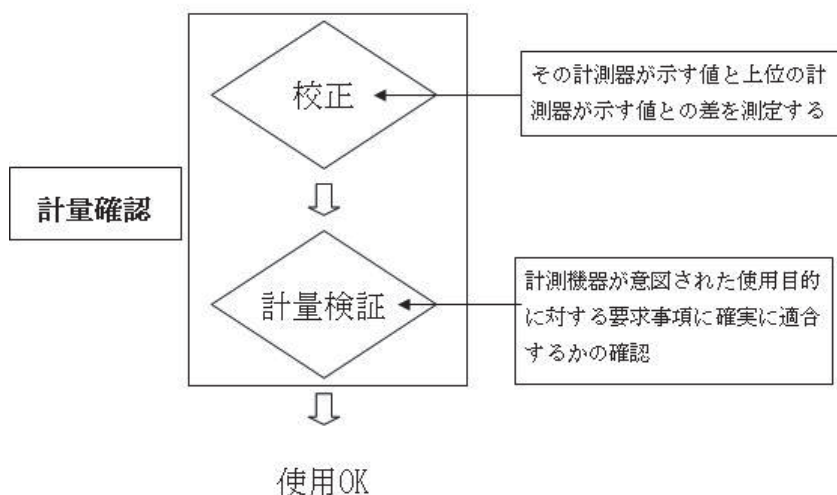 校正
その計測器が示す値と上位の計
測器が示す値との差を測定する
計量確認
計量検証
計測機器が意図された使用目的
に対する要求事項に確実に適合
するかの確認
使用OK